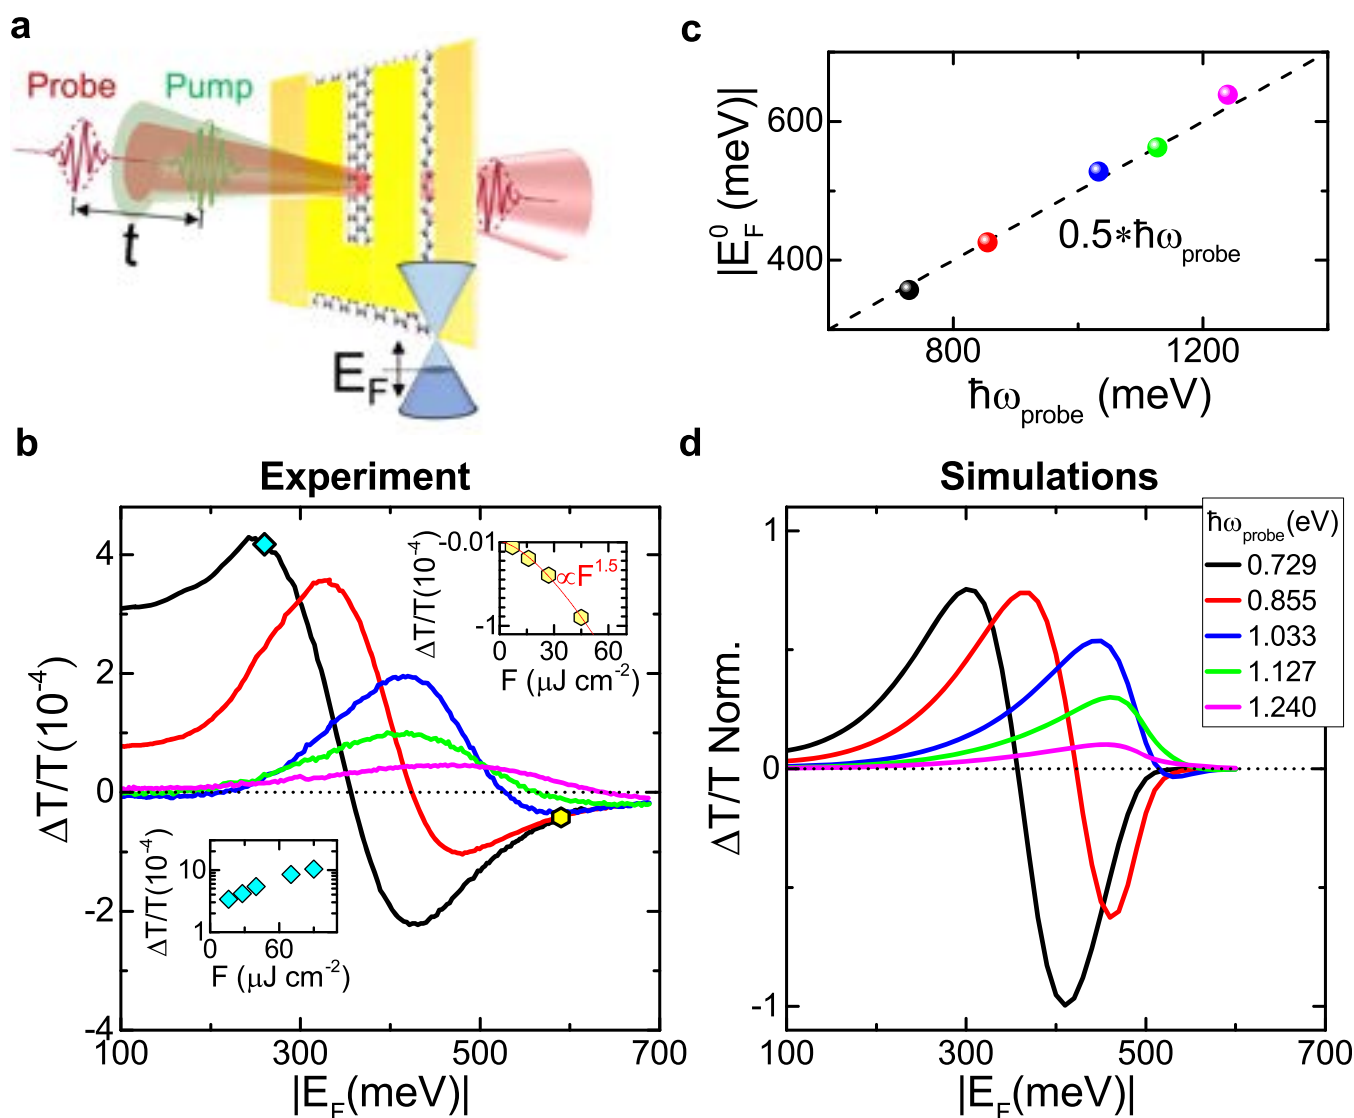 a
Probe
Pump
t
E_F
c
|E_F^0 (meV)|
600
400
0.5*ħω_probe
800
1200
ħω_probe (meV)
b
Experiment
ΔT/T(10^-4)
4
2
0
-2
-4
100
300
500
700
|E_F(meV)|
ΔT/T(10^-4)
-0.01
-1
∝F^1.5
0
30
60
F (μJ cm^-2)
ΔT/T(10^-4)
10
1
0
60
F (μJ cm^-2)
d
Simulations
ΔT/T Norm.
1
0
-1
100
300
500
700
|E_F(meV)|
ħω_probe(eV)
0.729
0.855
1.033
1.127
1.240